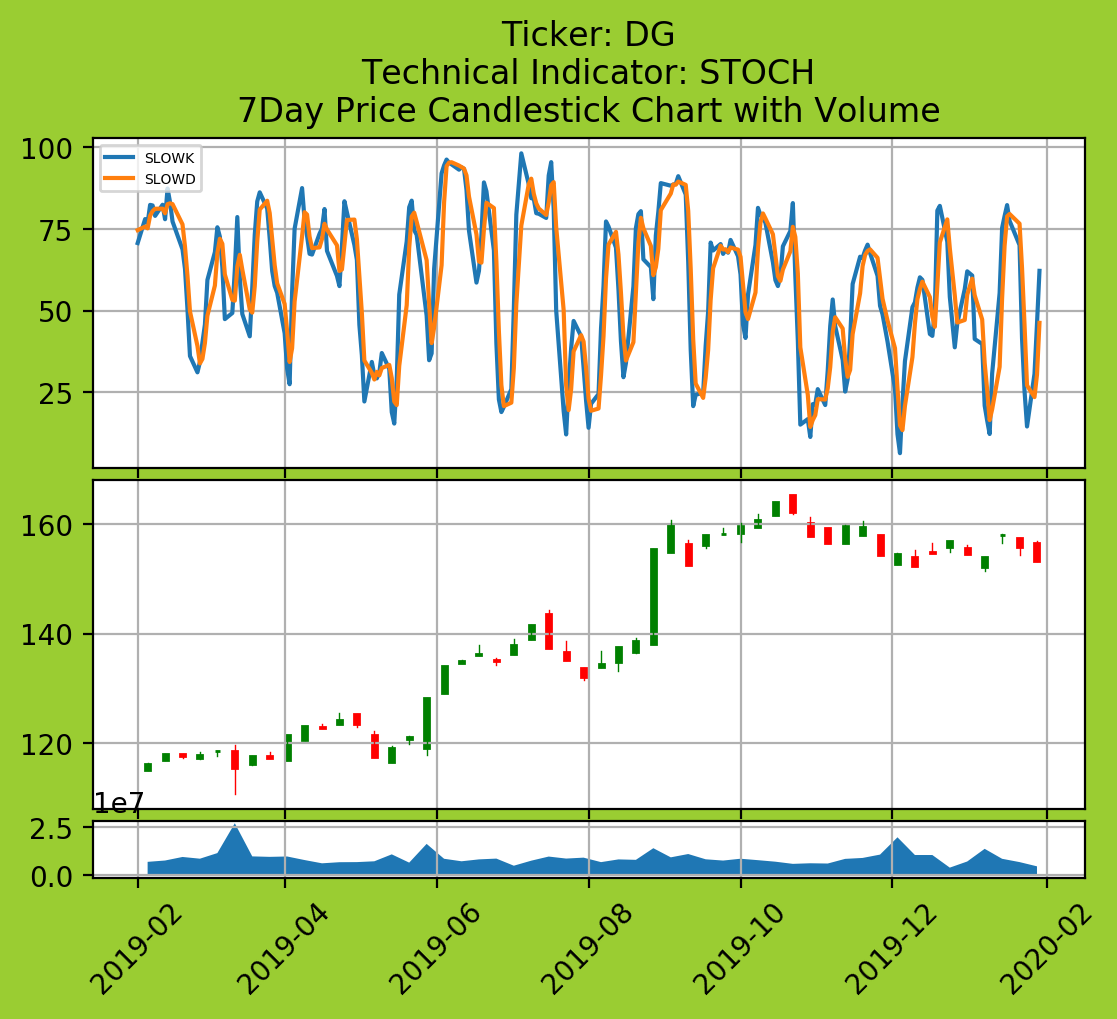 Ticker: DG
Technical Indicator: STOCH
7Day Price Candlestick Chart with Volume
100
75
50
25
SLOWK
SLOWD
160
140
120
1e7
2.5
0.0
2019-02
2019-04
2019-06
2019-08
2019-10
2019-12
2020-02